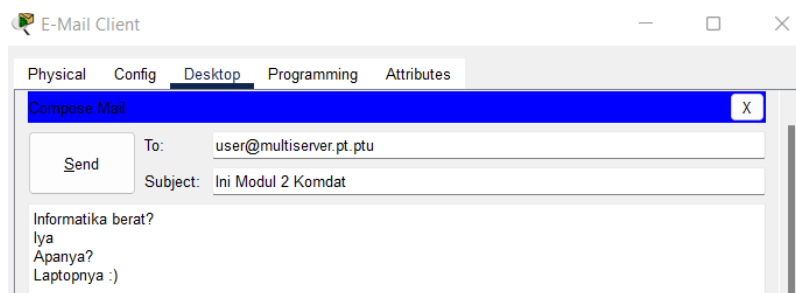 E-Mail Client
Physical Config Desktop Programming Attributes
Compose Mail X
Send
To: user@multiserver.pt.ptu
Subject: Ini Modul 2 Komdat
Informatika berat?
Iya
Apanya?
Laptopnya :)